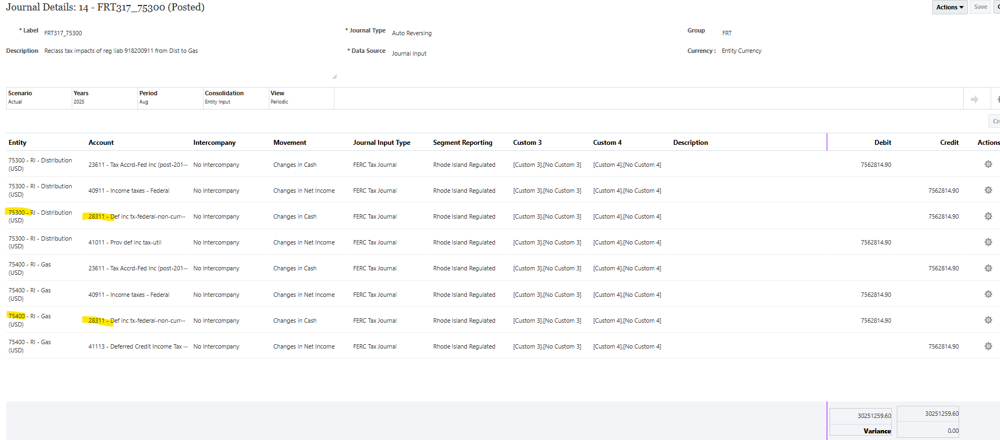 Journal Details: 14 - FRT317_75300 (Posted)
Actions Save
* Label FRT317_75300 * Journal Type Auto Reversing Group FRT
Description Reclass tax impacts of reg liab 918200911 from Dist to Gas * Data Source Journal Input Currency : Entity Currency
Scenario Years Period Consolidation View
Actual 2025 Aug Entity Input Periodic
Cr
Entity Account Intercompany Movement Journal Input Type Segment Reporting Custom 3 Custom 4 Description Debit Credit Actions
75300 - RI - Distribution (USD) 23611 - Tax Accrd-Fed Inc (post-201... No Intercompany Changes in Cash FERC Tax Journal Rhode Island Regulated [Custom 3].[No Custom 3] [Custom 4].[No Custom 4] 7562814.90
75300 - RI - Distribution (USD) 40911 - Income taxes - Federal No Intercompany Changes in Net Income FERC Tax Journal Rhode Island Regulated [Custom 3].[No Custom 3] [Custom 4].[No Custom 4] 7562814.90
75300 - RI - Distribution (USD) 28311 - Def inc tx-federal-non-curr... No Intercompany Changes in Cash FERC Tax Journal Rhode Island Regulated [Custom 3].[No Custom 3] [Custom 4].[No Custom 4] 7562814.90
75300 - RI - Distribution (USD) 41011 - Prov def inc tax-util No Intercompany Changes in Net Income FERC Tax Journal Rhode Island Regulated [Custom 3].[No Custom 3] [Custom 4].[No Custom 4] 7562814.90
75400 - RI - Gas (USD) 23611 - Tax Accrd-Fed Inc (post-201... No Intercompany Changes in Cash FERC Tax Journal Rhode Island Regulated [Custom 3].[No Custom 3] [Custom 4].[No Custom 4] 7562814.90
75400 - RI - Gas (USD) 40911 - Income taxes - Federal No Intercompany Changes in Net Income FERC Tax Journal Rhode Island Regulated [Custom 3].[No Custom 3] [Custom 4].[No Custom 4] 7562814.90
75400 - RI - Gas (USD) 28311 - Def inc tx-federal-non-curr... No Intercompany Changes in Cash FERC Tax Journal Rhode Island Regulated [Custom 3].[No Custom 3] [Custom 4].[No Custom 4] 7562814.90
75400 - RI - Gas (USD) 41113 - Deferred Credit Income Tax ... No Intercompany Changes in Net Income FERC Tax Journal Rhode Island Regulated [Custom 3].[No Custom 3] [Custom 4].[No Custom 4] 7562814.90
30251259.60 30251259.60
Variance 0.00